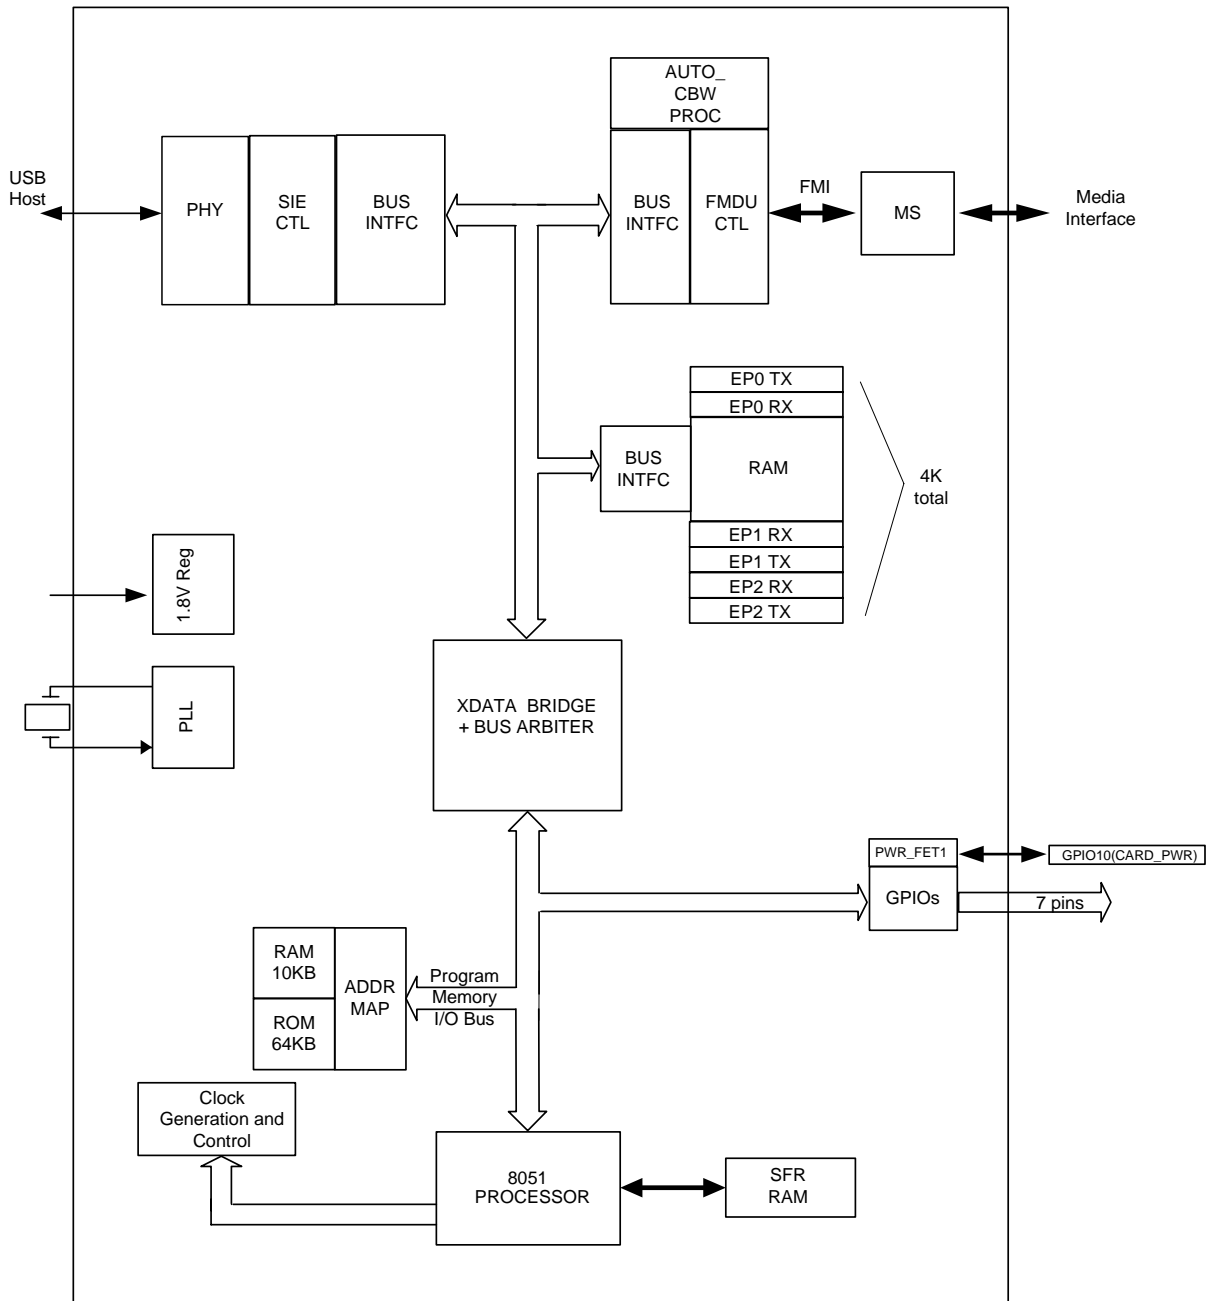 AUTO_
CBW
PROC
USB
Host
PHY
SIE
CTL
BUS
INTFC
BUS
INTFC
FMDU
CTL
FMI
MS
Media
Interface
EP0 TX
EP0 RX
BUS
INTFC
RAM
4K
total
EP1 RX
EP1 TX
EP2 RX
EP2 TX
1.8V Reg
PLL
XDATA BRIDGE
+ BUS ARBITER
PWR_FET1
GPIO10(CARD_PWR)
GPIOs
7 pins
RAM
10KB
ROM
64KB
ADDR
MAP
Program
Memory
I/O Bus
Clock
Generation and
Control
8051
PROCESSOR
SFR
RAM